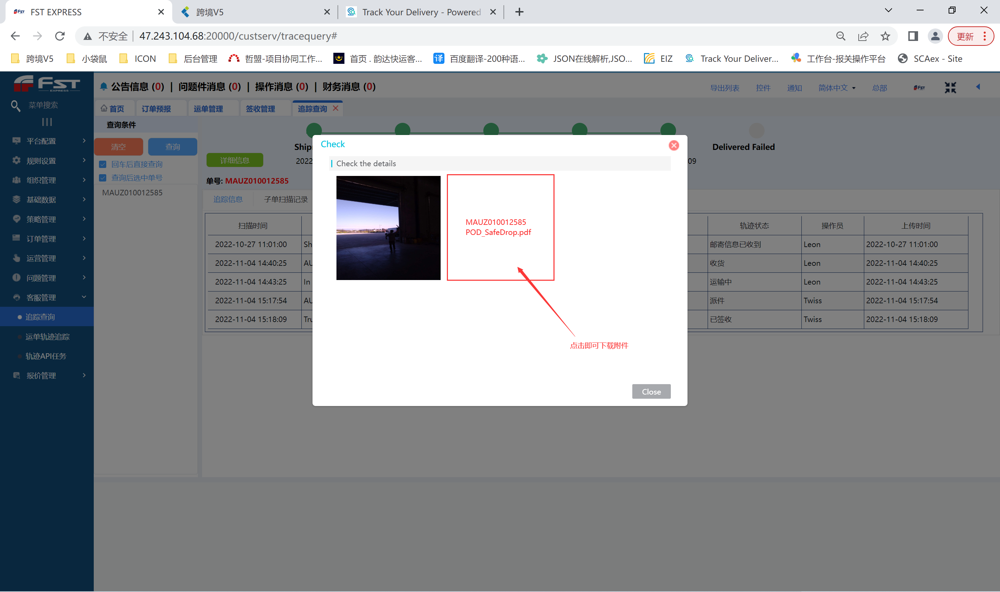 FST EXPRESS
跨境V5
Track Your Delivery - Powered
不安全
47.243.104.68:20000/custserv/tracequery#
更新
跨境V5
小袋鼠
ICON
后台管理
哲盟-项目协同工作...
首页 . 韵达快运客...
译
百度翻译-200种语...
JSON在线解析,JSO...
EIZ
Track Your Deliver...
工作台-报关操作平台
SCAex - Site
FST
EXPRESS
公告信息 (0) | 问题件消息 (0) | 操作消息 (0) | 财务消息 (0)
导出列表
控件
通知
简体中文
总部
FST
菜单搜索
首页
订单预报
运单管理
签收管理
追踪查询
平台配置
规则设置
组织管理
基础数据
策略管理
订单管理
运营管理
问题管理
客服管理
追踪查询
运单轨迹追踪
轨迹API任务
报价管理
查询条件
清空
查询
回车后直接查询
查询后选中单号
MAUZ010012585
Ship
Delivered Failed
详细信息
2022
09
单号: MAUZ010012585
追踪信息
子单扫描记录
扫描时间
轨迹状态
操作员
上传时间
2022-10-27 11:01:00
Sh
邮寄信息已收到
Leon
2022-10-27 11:01:00
2022-11-04 14:40:25
AU
收货
Leon
2022-11-04 14:40:25
2022-11-04 14:43:25
In
运输中
Leon
2022-11-04 14:43:25
2022-11-04 15:17:54
AU
派件
Twiss
2022-11-04 15:17:54
2022-11-04 15:18:09
Tru
已签收
Twiss
2022-11-04 15:18:09
Check
Check the details
MAUZ010012585
POD_SafeDrop.pdf
点击即可下载附件
Close